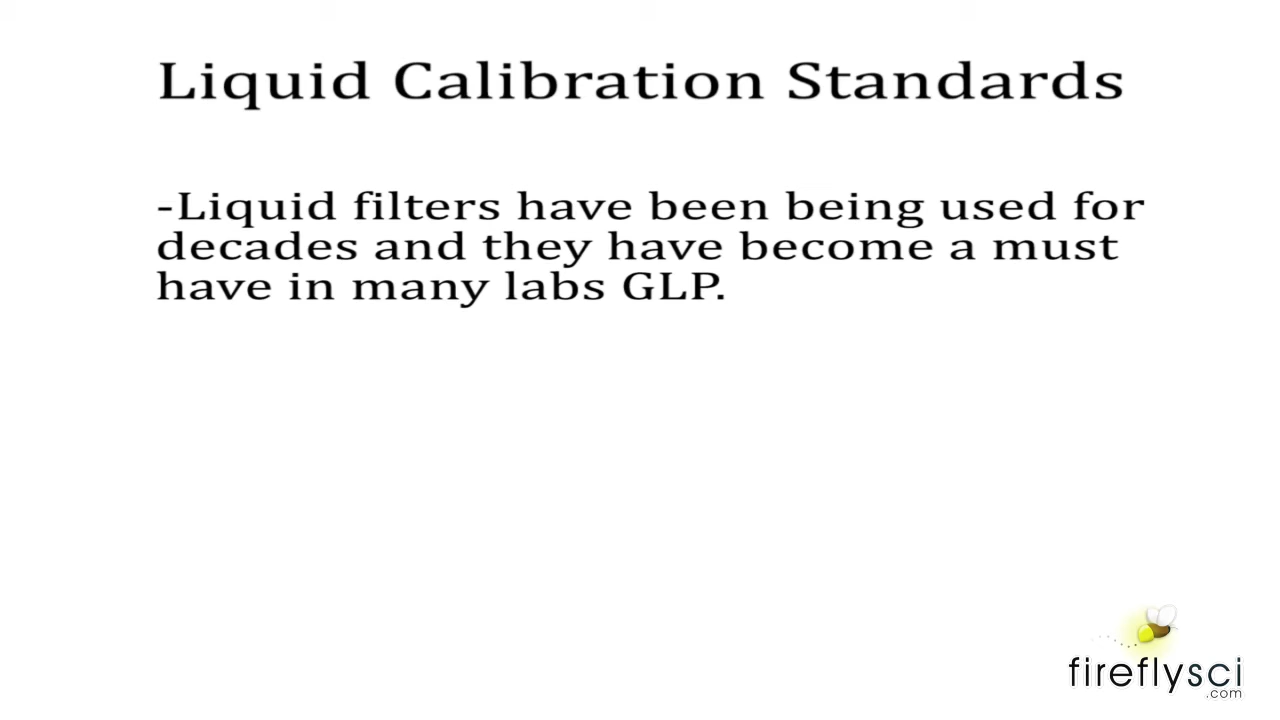 Liquid Calibration Standards
-Liquid filters have been being used for
decades and they have become a must
have in many labs GLP.
fireflysci
.com